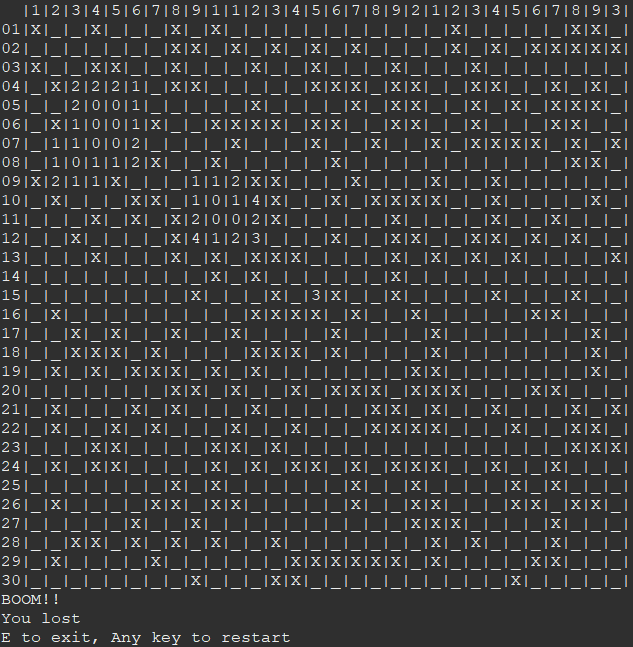 |1|2|3|4|5|6|7|8|9|1|1|2|3|4|5|6|7|8|9|2|1|2|3|4|5|6|7|8|9|3|
01|X|_|_|X|_|_|_|X|_|X|_|_|_|_|_|_|_|_|_|_|_|X|_|_|_|_|_|X|X|_|
02|_|_|_|_|_|_|_|X|X|_|X|_|X|_|X|_|X|_|_|_|_|X|_|X|_|X|X|X|X|X|
03|X|_|_|X|X|_|_|X|_|_|_|X|_|_|X|_|_|_|X|_|_|_|X|_|_|_|_|_|_|_|
04|_|X|2|2|2|1|_|X|X|_|_|_|_|_|X|X|X|_|X|X|_|X|X|_|X|_|X|X|_|_|
05|_|_|2|0|0|1|_|_|_|_|_|X|_|_|_|_|X|_|X|X|_|_|X|_|X|_|X|X|X|_|
06|_|X|1|0|0|1|X|_|_|X|X|X|X|_|X|X|_|_|X|X|_|_|X|_|_|_|X|X|_|_|
07|_|1|1|0|0|2|_|_|_|_|X|_|_|_|X|_|_|X|_|_|X|_|X|X|X|_|X|_|_|X|
08|_|1|0|1|1|2|X|_|_|X|_|_|_|_|_|X|_|_|_|_|_|_|_|_|_|_|_|X|X|_|
09|X|2|1|1|X|_|_|_|1|1|2|X|X|_|_|_|X|_|_|_|X|_|_|X|_|_|_|_|_|_|
10|_|X|_|_|_|X|X|_|1|0|1|4|X|_|_|X|_|X|X|X|X|_|_|X|_|_|_|_|X|_|
11|_|_|_|X|_|X|_|X|2|0|0|2|X|_|_|_|_|_|X|_|_|_|_|X|_|_|X|_|_|_|
12|_|_|X|_|_|_|_|X|4|1|2|3|_|_|_|X|_|_|X|X|_|_|X|X|_|X|_|X|_|_|
13|_|_|_|X|_|_|_|X|_|X|_|X|X|X|_|_|_|_|X|_|X|_|X|_|X|_|_|_|_|X|
14|_|_|_|_|_|_|_|_|_|X|_|X|_|_|_|_|_|_|X|_|_|_|_|_|_|_|_|_|_|_|
15|_|_|_|_|_|_|_|_|X|_|_|_|X|_|3|X|_|_|X|_|_|_|_|X|_|_|_|X|_|_|
16|_|X|_|_|_|_|_|_|_|_|_|X|X|X|X|_|X|_|_|X|_|_|_|_|_|X|X|_|_|_|
17|_|_|X|_|X|_|_|X|_|_|X|_|_|_|_|X|_|_|_|_|X|_|_|_|_|_|_|_|X|_|
18|_|_|X|X|X|_|X|_|_|_|_|X|X|X|_|X|_|_|_|_|X|_|_|_|_|_|_|_|X|_|
19|_|X|_|X|_|X|X|X|_|X|_|X|_|_|_|_|_|_|_|X|X|_|_|_|_|_|_|_|X|_|
20|_|_|_|_|_|_|_|X|X|_|X|_|_|X|_|X|X|X|_|X|X|X|_|_|_|X|X|_|_|_|
21|_|X|_|_|_|X|_|X|_|_|_|X|_|_|_|_|_|X|X|_|X|_|_|X|_|_|_|X|_|X|
22|_|X|_|_|X|_|X|_|_|_|X|_|_|X|_|_|_|X|X|X|X|_|_|_|X|_|_|X|X|_|
23|_|_|_|X|X|_|_|_|_|X|X|_|X|_|_|_|_|_|_|_|_|_|_|_|_|_|_|X|X|X|
24|_|X|_|X|X|_|_|_|_|X|_|X|_|X|X|_|X|_|X|X|X|_|_|X|_|_|X|_|_|_|
25|_|_|_|_|_|_|_|X|_|X|_|_|_|_|_|_|X|_|_|X|_|_|_|_|X|_|X|_|_|_|
26|_|X|_|_|_|_|X|X|_|X|X|_|_|_|_|_|X|_|_|X|X|_|_|_|X|X|_|X|X|_|
27|_|_|_|_|_|X|_|_|X|_|_|_|_|_|_|_|_|_|_|X|X|X|_|_|_|_|X|_|_|_|
28|_|_|X|X|_|X|_|X|_|X|_|_|X|_|_|_|_|_|_|_|X|_|X|_|_|_|X|_|_|_|
29|_|X|_|_|_|_|X|_|_|_|_|_|_|X|X|X|X|X|X|_|X|_|_|_|_|X|X|_|_|_|
30|_|_|_|_|_|_|_|_|X|_|_|_|X|X|_|_|_|_|_|_|_|_|_|_|X|_|_|_|_|_|
BOOM!!
You lost
E to exit, Any key to restart